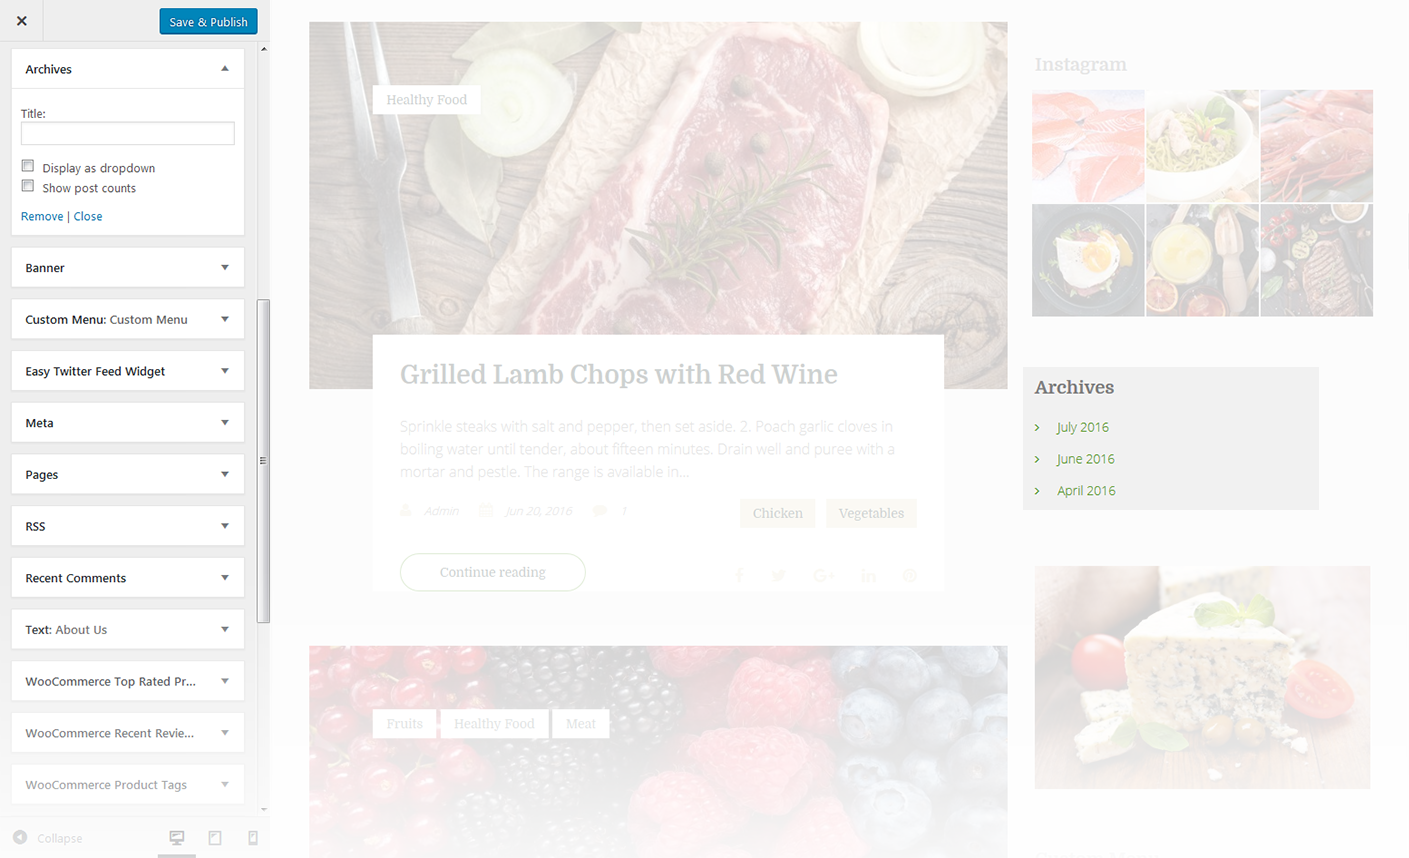 Save & Publish
Archives
Title:
Display as dropdown
Show post counts
Remove | Close
Banner
Custom Menu: Custom Menu
Easy Twitter Feed Widget
Meta
Pages
RSS
Recent Comments
Text: About Us
WooCommerce Top Rated Pr...
WooCommerce Recent Revie...
WooCommerce Product Tags
Collapse
Healthy Food
Grilled Lamb Chops with Red Wine
Sprinkle steaks with salt and pepper, then set aside. 2. Poach garlic cloves in
boiling water until tender, about fifteen minutes. Drain well and puree with a
mortar and pestle. The range is available in...
Admin Jun 20, 2016 1
Chicken Vegetables
Continue reading
Fruits Healthy Food Meat
Instagram
Archives
July 2016
June 2016
April 2016